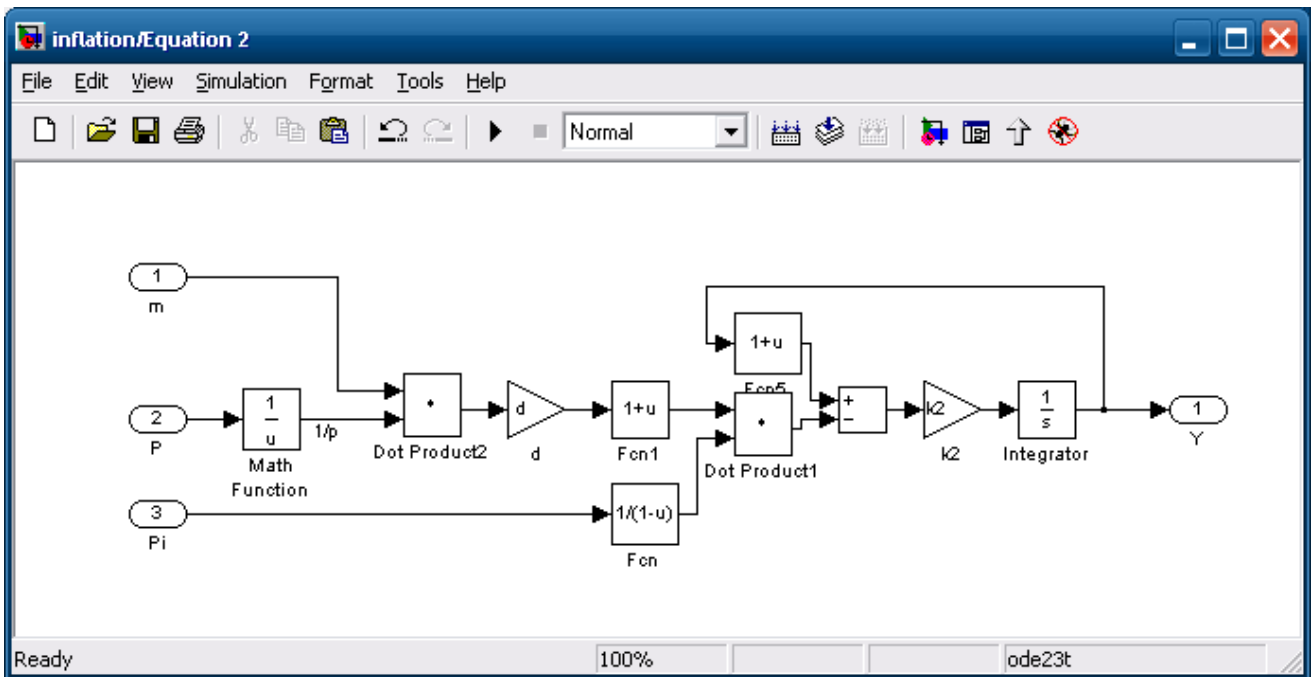 inflation/Equation 2
File Edit View Simulation Format Tools Help
Normal
1
m
1+u
Fcn5
2
P
1
u
1/p
Math
Function
Dot Product2
d
d
1+u
Fcn1
Dot Product1
+
−
k2
k2
1
s
Integrator
1
Y
3
Pi
1/(1-u)
Fcn
Ready 100% ode23t